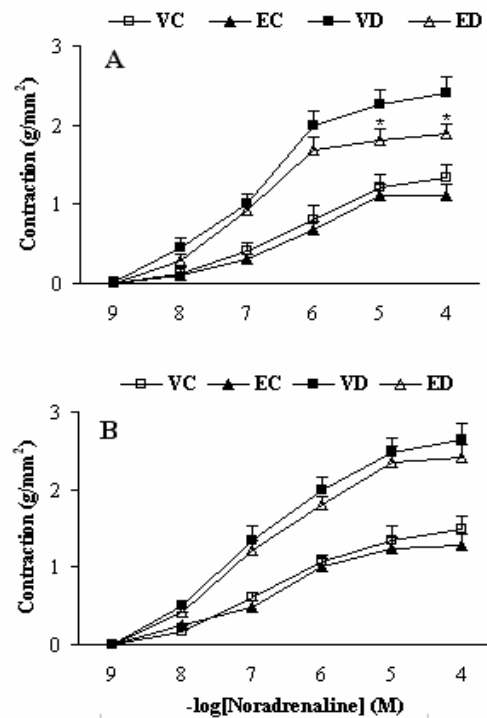 VC EC VD ED
A
Contraction (g/mm²)
3
2
1
0
* *
9 8 7 6 5 4
VC EC VD ED
B
Contraction (g/mm²)
3
2
1
0
9 8 7 6 5 4
-log[Noradrenaline] (M)